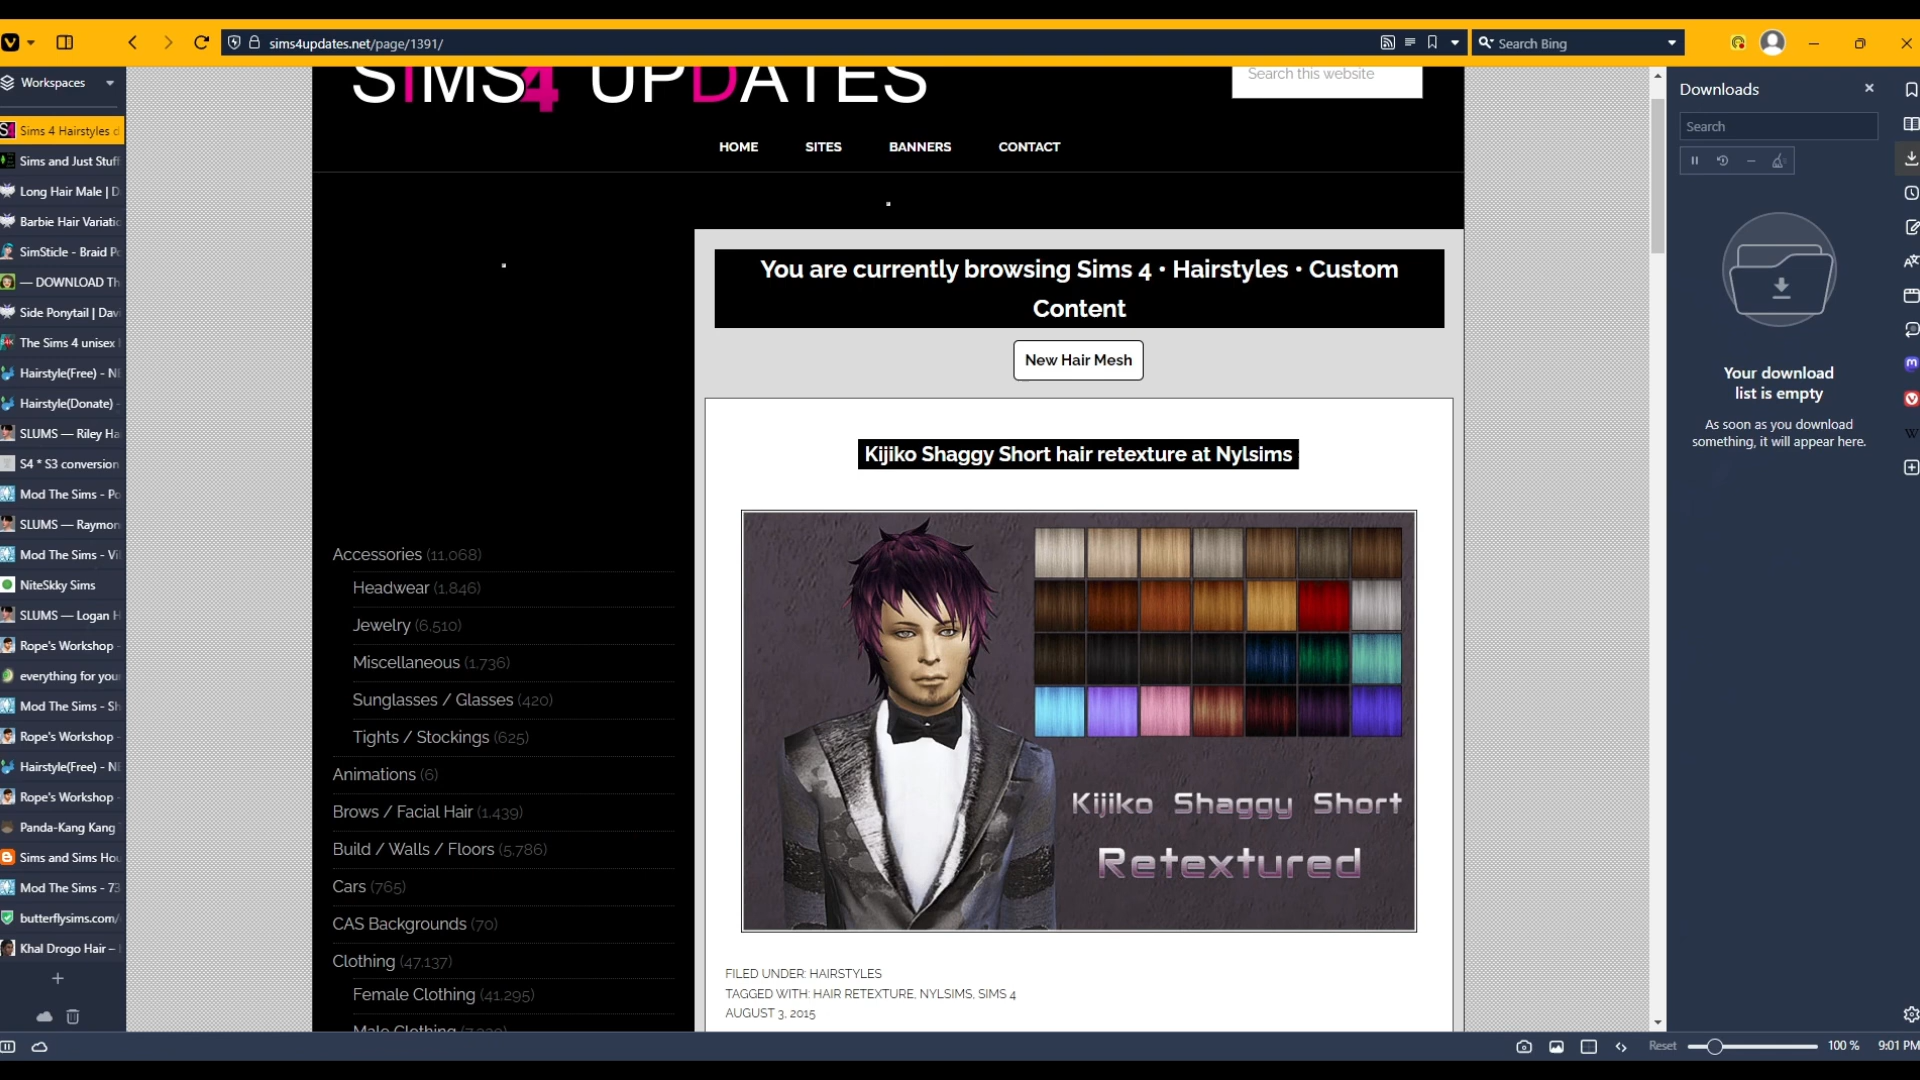 sims4updates.net/page/1391/
Search Bing
Workspaces
Sims 4 Hairstyles
Sims and Just Stuff
Long Hair Male | D
Barbie Hair Variatio
SimSticle - Braid P
— DOWNLOAD Th
Side Ponytail | Dav
The Sims 4 unisex
Hairstyle(Free) - N
Hairstyle(Donate) -
SLUMS — Riley Ha
S4 * S3 conversion
Mod The Sims - Po
SLUMS — Raymon
Mod The Sims - Vi
NiteSkky Sims
SLUMS — Logan H
Rope's Workshop -
everything for you
Mod The Sims - Sh
Rope's Workshop -
Hairstyle(Free) - N
Rope's Workshop -
Panda-Kang Kang
Sims and Sims Hou
Mod The Sims - 73
butterflysims.com/
Khal Drogo Hair –
SIMS4 UPDATES
Search this website
HOME SITES BANNERS CONTACT
You are currently browsing Sims 4 • Hairstyles • Custom
Content
New Hair Mesh
Kijiko Shaggy Short hair retexture at Nylsims
Kijiko Shaggy Short
Retextured
FILED UNDER: HAIRSTYLES
TAGGED WITH: HAIR RETEXTURE, NYLSIMS, SIMS 4
AUGUST 3, 2015
Accessories (11,068)
Headwear (1,846)
Jewelry (6,510)
Miscellaneous (1,736)
Sunglasses / Glasses (420)
Tights / Stockings (625)
Animations (6)
Brows / Facial Hair (1,439)
Build / Walls / Floors (5,786)
Cars (765)
CAS Backgrounds (70)
Clothing (47,137)
Female Clothing (41,295)
Male Clothing
Downloads
Search
Your download
list is empty
As soon as you download
something, it will appear here.
Reset
100 %
9:01 PM